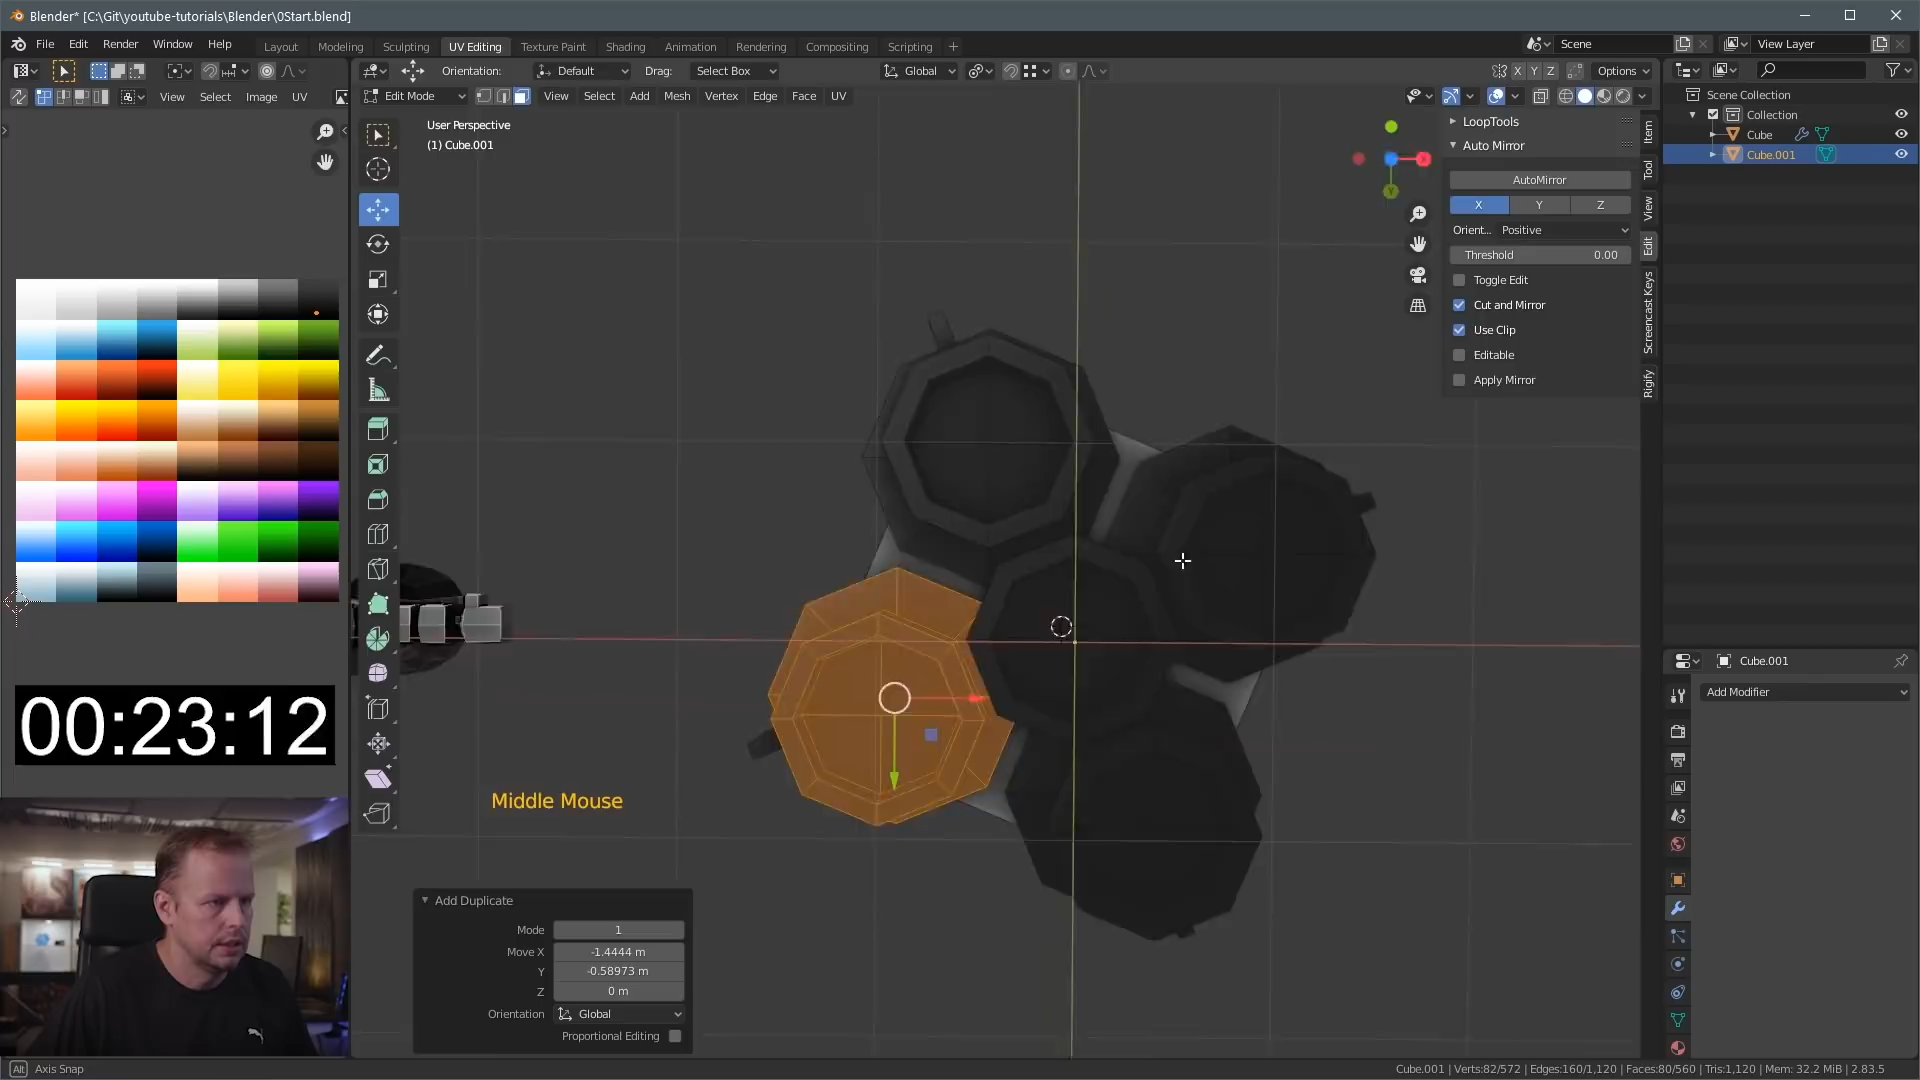 Blender* [C:\Git\youtube-tutorials\Blender\0Start.blend]
File Edit Render Window Help
Layout Modeling Sculpting UV Editing Texture Paint Shading Animation Rendering Compositing Scripting +
Scene
View Layer
Orientation: Default Drag: Select Box
Global
X Y Z Options
View Select Image UV
Edit Mode View Select Add Mesh Vertex Edge Face UV
User Perspective
(1) Cube.001
X
Y
LoopTools
Auto Mirror
AutoMirror
X Y Z
Orient... Positive
Threshold 0.00
Toggle Edit
Cut and Mirror
Use Clip
Editable
Apply Mirror
Item
Tool
View
Edit
Screencast Keys
Rigify
Scene Collection
Collection
Cube
Cube.001
Cube.001
Add Modifier
00:23:12
Middle Mouse
Add Duplicate
Mode 1
Move X -1.4444 m
Y -0.58973 m
Z 0 m
Orientation Global
Proportional Editing
Alt Axis Snap
Cube.001 | Verts:82/572 | Edges:160/1,120 | Faces:80/560 | Tris:1,120 | Mem: 32.2 MiB | 2.83.5